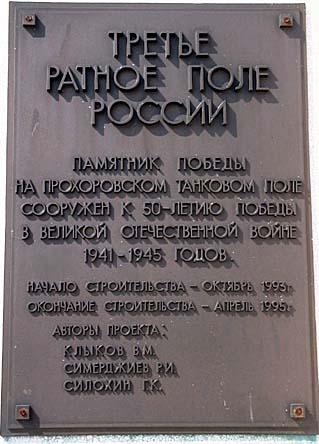 ТРЕТЬЕ
РАТНОЕ ПОЛЕ
РОССИИ
ПАМЯТНИК ПОБЕДЫ
НА ПРОХОРОВСКОМ ТАНКОВОМ ПОЛЕ
СООРУЖЕН К 50-ЛЕТИЮ ПОБЕДЫ
В ВЕЛИКОЙ ОТЕЧЕСТВЕННОЙ ВОЙНЕ
1941-1945 ГОДОВ.
НАЧАЛО СТРОИТЕЛЬСТВА – ОКТЯБРЬ 1993г.
ОКОНЧАНИЕ СТРОИТЕЛЬСТВА – АПРЕЛЬ 1995г.
АВТОРЫ ПРОЕКТА:
КЛЫКОВ В.М.
СИМЕРДЖИЕВ Р.И.
СИЛОХИН Г.К.